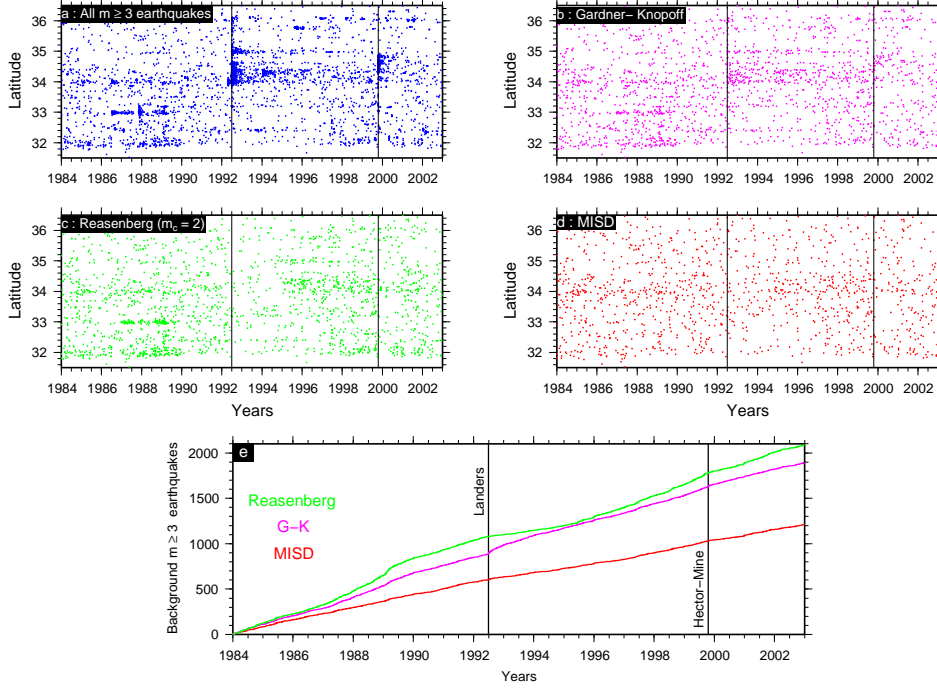 a : All m ≥ 3 earthquakes
Latitude
36
35
34
33
32
1984 1986 1988 1990 1992 1994 1996 1998 2000 2002
b : Gardner− Knopoff
Latitude
36
35
34
33
32
1984 1986 1988 1990 1992 1994 1996 1998 2000 2002
c : Reasenberg (mc = 2)
Latitude
36
35
34
33
32
1984 1986 1988 1990 1992 1994 1996 1998 2000 2002
Years
d : MISD
Latitude
36
35
34
33
32
1984 1986 1988 1990 1992 1994 1996 1998 2000 2002
Years
e
Background m ≥ 3 earthquakes
2000
1500
1000
500
0
Reasenberg
G−K
MISD
Landers
Hector−Mine
1984 1986 1988 1990 1992 1994 1996 1998 2000 2002
Years